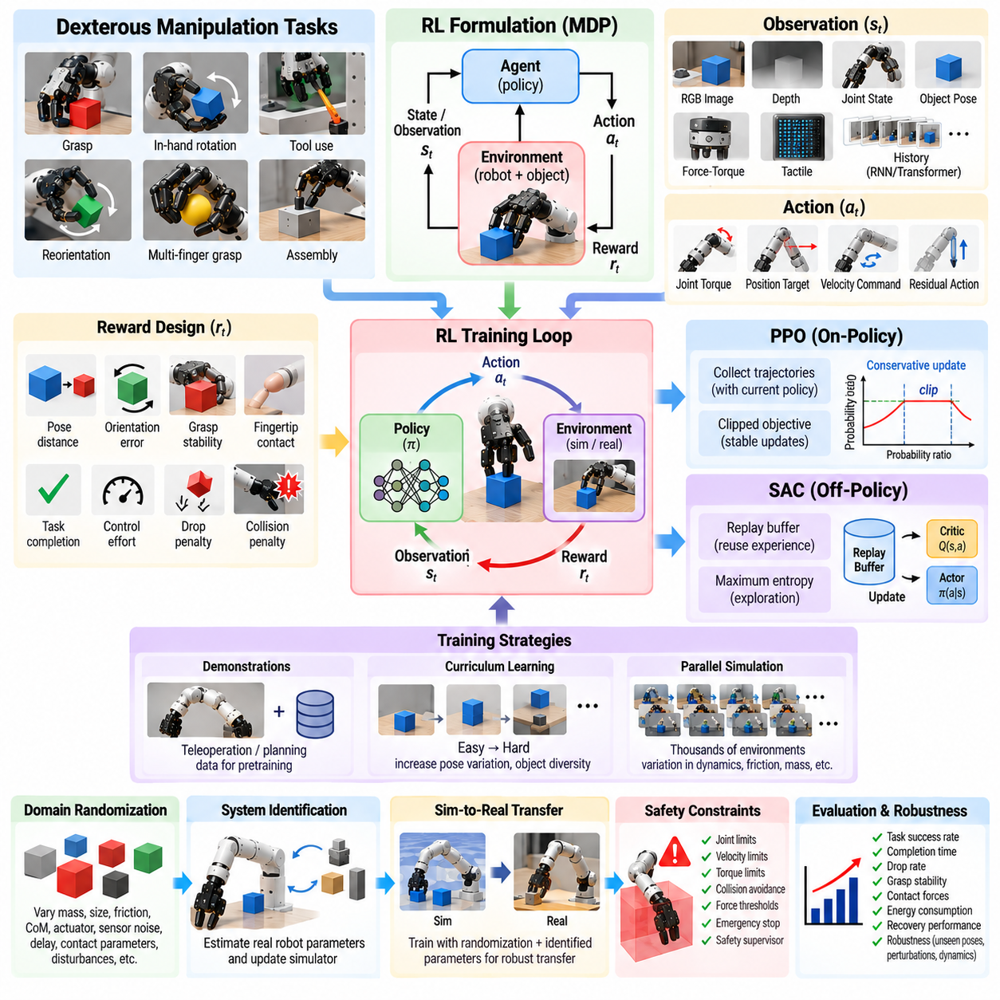 Dexterous Manipulation Tasks
Grasp
In-hand rotation
Tool use
Reorientation
Multi-finger grasp
Assembly
RL Formulation (MDP)
Agent
(policy)
State /
Observation
s_t
Action
a_t
Environment
(robot + object)
Reward
r_t
Observation (s_t)
RGB Image
Depth
Joint State
Object Pose
Force-Torque
Tactile
History
(RNN/Transformer)
Action (a_t)
Joint Torque
Position Target
Velocity Command
Residual Action
Reward Design (r_t)
Pose
distance
Orientation
error
Grasp
stability
Fingertip
contact
Task
completion
Control
effort
Drop
penalty
Collision
penalty
RL Training Loop
Action
a_t
Policy
(π)
Environment
(sim / real)
Observation
s_t
Reward
r_t
PPO (On-Policy)
Collect trajectories
(with current policy)
Clipped objective
(stable updates)
Conservative update
clip
Probability ratio
SAC (Off-Policy)
Replay buffer
(reuse experience)
Maximum entropy
(exploration)
Replay
Buffer
Update
Critic
Q(s,a)
Actor
π(a|s)
Training Strategies
Demonstrations
+
Teleoperation / planning
data for pretraining
Curriculum Learning
Easy → Hard
increase pose variation, object diversity
Parallel Simulation
Thousands of environments
variation in dynamics, friction, mass, etc.
Domain Randomization
Vary mass, size, friction,
CoM, actuator, sensor noise,
delay, contact parameters,
disturbances, etc.
System Identification
Estimate real robot parameters
and update simulator
Sim-to-Real Transfer
Sim
Real
Train with randomization + identified
parameters for robust transfer
Safety Constraints
Joint limits
Velocity limits
Torque limits
Collision avoidance
Force thresholds
Emergency stop
Safety supervisor
Evaluation & Robustness
Task success rate
Completion time
Drop rate
Grasp stability
Contact forces
Energy consumption
Recovery performance
Robustness (unseen poses,
perturbations, dynamics)